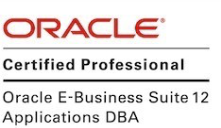 ORACLE
Certified Professional
Oracle E-Business Suite 12
Applications DBA